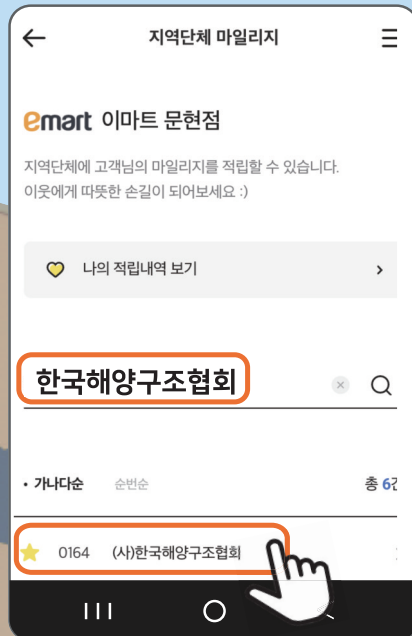 지역단체 마일리지
emart 이마트 문현점
지역단체에 고객님의 마일리지를 적립할 수 있습니다.
이웃에게 따뜻한 손길이 되어보세요 :)
나의 적립내역 보기
한국해양구조협회
• 가나다순 순번순 총 6건
0164 (사)한국해양구조협회